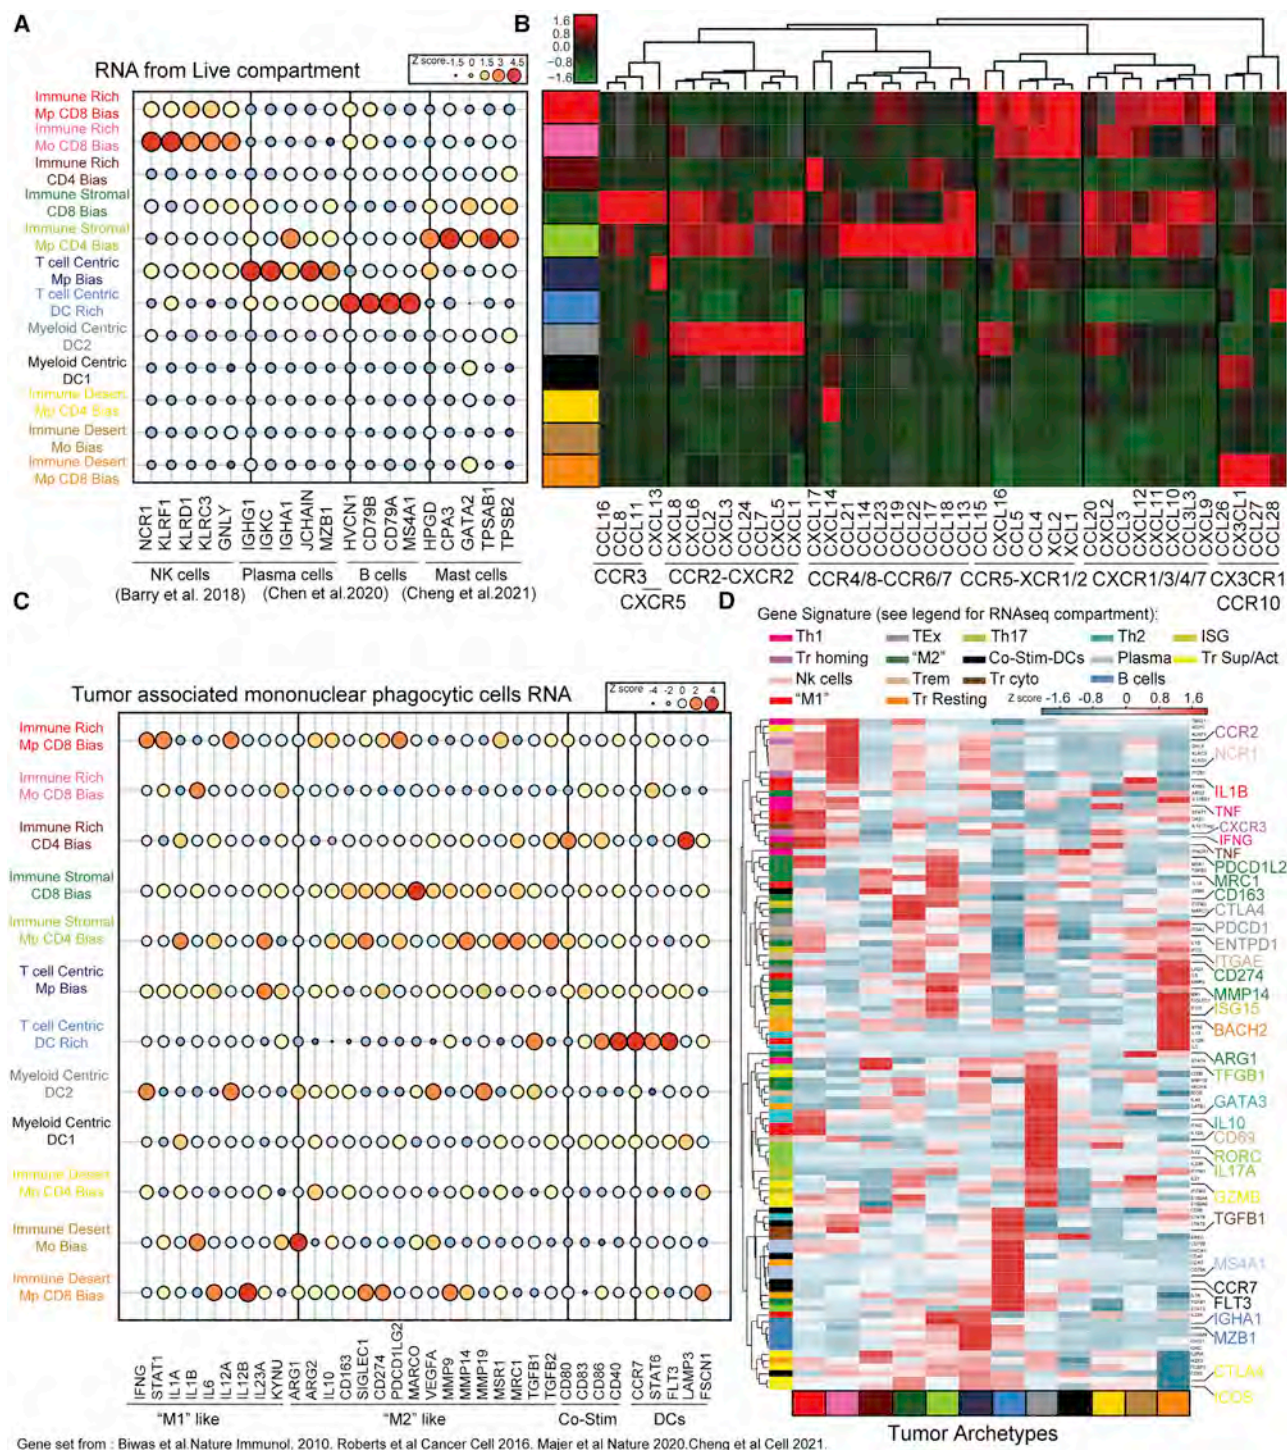 A
RNA from Live compartment
Z score
-1.5 0 1.5 3 4.5
Immune Rich
Mp CD8 Bias
Immune Rich
Mo CD8 Bias
Immune Rich
CD4 Bias
Immune Stromal
CD8 Bias
Immune Stromal
Mp CD4 Bias
T cell Centric
Mp Bias
T cell Centric
DC Rich
Myeloid Centric
DC2
Myeloid Centric
DC1
Immune Desert
Mp CD4 Bias
Immune Desert
Mo Bias
Immune Desert
Mp CD8 Bias
NCR1
KLRF1
KLRD1
KLRC3
GNLY
IGHG1
IGKC
IGHA1
JCHAIN
MZB1
HVCN1
CD79B
CD79A
MS4A1
HPGD
CPA3
GATA2
TPSAB1
TPSB2
NK cells
Plasma cells
B cells
Mast cells
(Barry et al. 2018)
(Chen et al.2020)
(Cheng et al.2021)
B
1.6
0.8
0.0
-0.8
-1.6
CCL16
CCL8
CCL11
CXCL13
CXCL8
CXCL6
CCL2
CXCL3
CCL24
CCL7
CXCL5
CXCL1
CXCL17
CXCL14
CCL21
CCL14
CCL23
CCL19
CCL22
CCL17
CCL18
CCL13
CCL15
CXCL16
CCL5
CCL4
XCL2
XCL1
CCL20
CXCL2
CCL3
CXCL12
CXCL11
CXCL10
CCL3L3
CXCL9
CCL26
CX3CL1
CCL27
CCL28
CCR3
CXCR5
CCR2-CXCR2
CCR4/8-CCR6/7
CCR5-XCR1/2
CXCR1/3/4/7
CX3CR1
CCR10
C
Tumor associated mononuclear phagocytic cells RNA
Z score
-4 -2 0 2 4
Immune Rich
Mp CD8 Bias
Immune Rich
Mo CD8 Bias
Immune Rich
CD4 Bias
Immune Stromal
CD8 Bias
Immune Stromal
Mp CD4 Bias
T cell Centric
Mp Bias
T cell Centric
DC Rich
Myeloid Centric
DC2
Myeloid Centric
DC1
Immune Desert
Mp CD4 Bias
Immune Desert
Mo Bias
Immune Desert
Mp CD8 Bias
IFNG
STAT1
IL1A
IL1B
IL6
IL12A
IL12B
IL23A
KYNU
ARG1
ARG2
IL10
CD163
SIGLEC1
CD274
PDCD1LG2
MARCO
VEGFA
MMP9
MMP14
MMP19
MSR1
MRC1
TGFB1
TGFB2
CD80
CD83
CD86
CD40
CCR7
STAT6
FLT3
LAMP3
FSCN1
"M1" like
"M2" like
Co-Stim
DCs
D
Gene Signature (see legend for RNAseq compartment):
Th1
TEx
Th17
Th2
ISG
Tr homing
"M2"
Co-Stim-DCs
Plasma
Tr Sup/Act
Nk cells
Trem
Tr cyto
B cells
"M1"
Tr Resting
Z score
-1.6 -0.8 0 0.8 1.6
CCR2
NCR1
IL1B
TNF
CXCR3
IFNG
TNF
PDCD1L2
MRC1
CD163
CTLA4
PDCD1
ENTPD1
ITGAE
CD274
MMP14
ISG15
BACH2
ARG1
TFGB1
GATA3
IL10
CD69
RORC
IL17A
GZMB
TGFB1
MS4A1
CCR7
FLT3
IGHA1
MZB1
CTLA4
ICOS
Tumor Archetypes
Gene set from : Biwas et al.Nature Immunol, 2010, Roberts et al Cancer Cell 2016, Majer et al Nature 2020.Cheng et al Cell 2021.